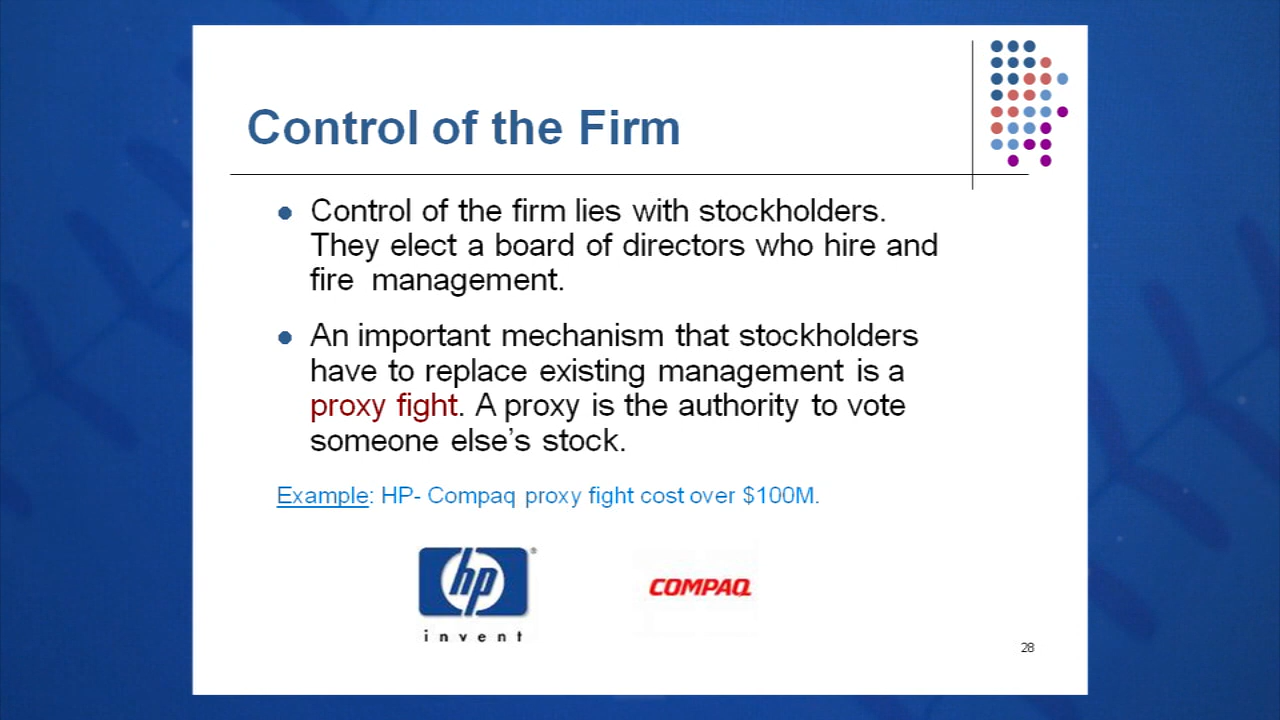 Control of the Firm
Control of the firm lies with stockholders.
They elect a board of directors who hire and
fire  management.
An important mechanism that stockholders
have to replace existing management is a
proxy fight. A proxy is the authority to vote
someone else’s stock.
Example: HP- Compaq proxy fight cost over $100M.
hp
®
COMPAQ
invent
28